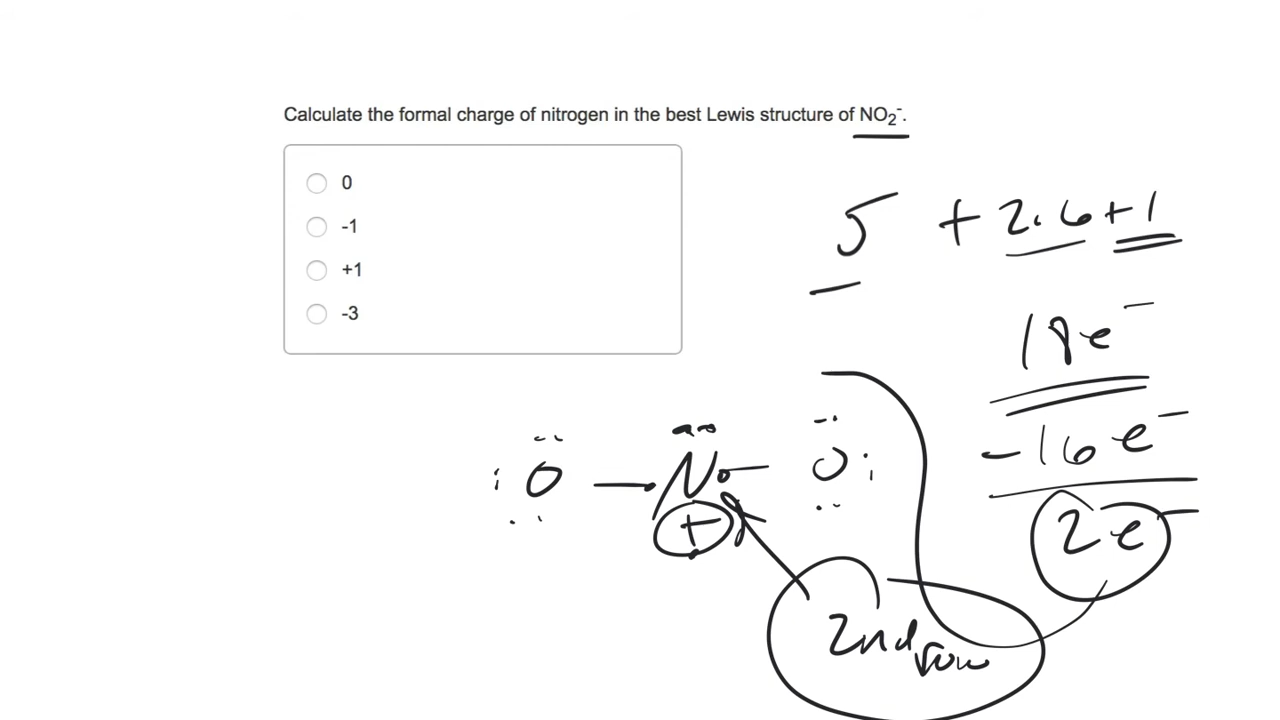 Calculate the formal charge of nitrogen in the best Lewis structure of NO₂⁻.
0
-1
+1
-3
5 + 2·6 + 1
18e⁻
-16e⁻
2e⁻
:O — N — O:
+
2nd row